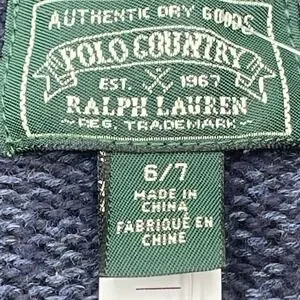 AUTHENTIC DRY GOODS
POLO COUNTRY
EST. 1967
RALPH LAUREN
REG. TRADEMARK
6/7
MADE IN
CHINA
FABRIQUÉ EN
CHINE